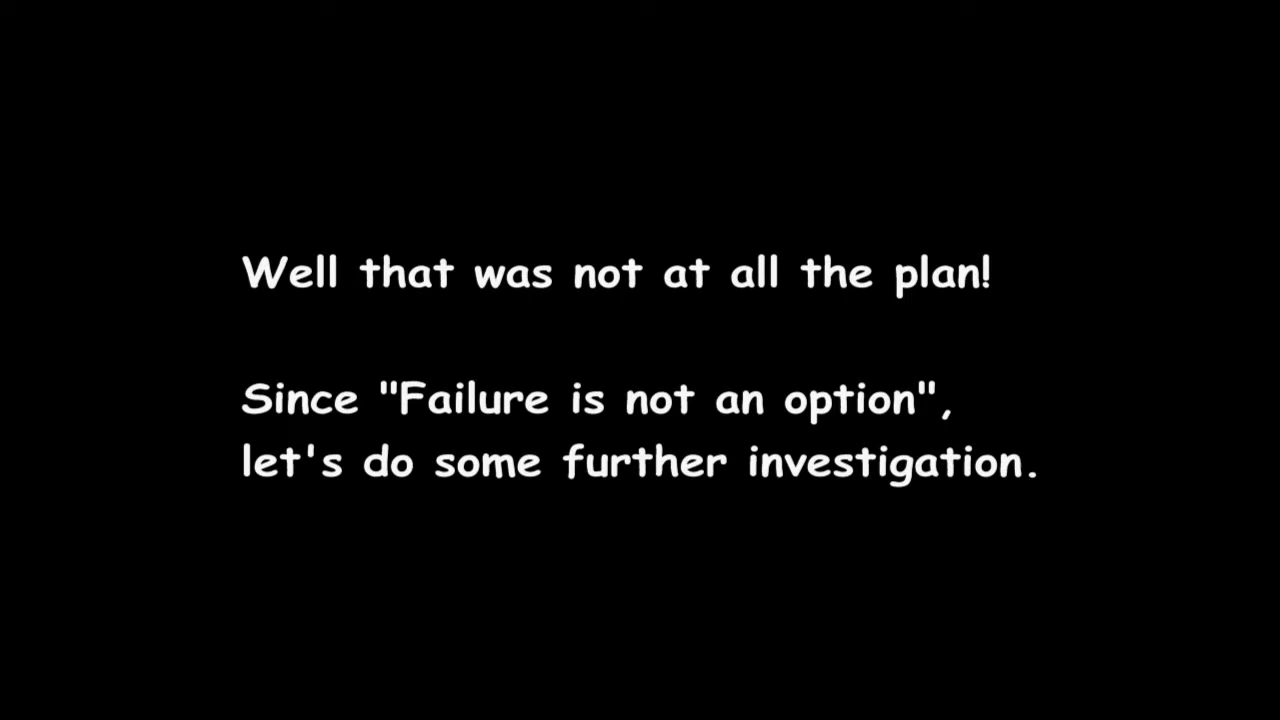 Well that was not at all the plan!
Since "Failure is not an option",
let's do some further investigation.